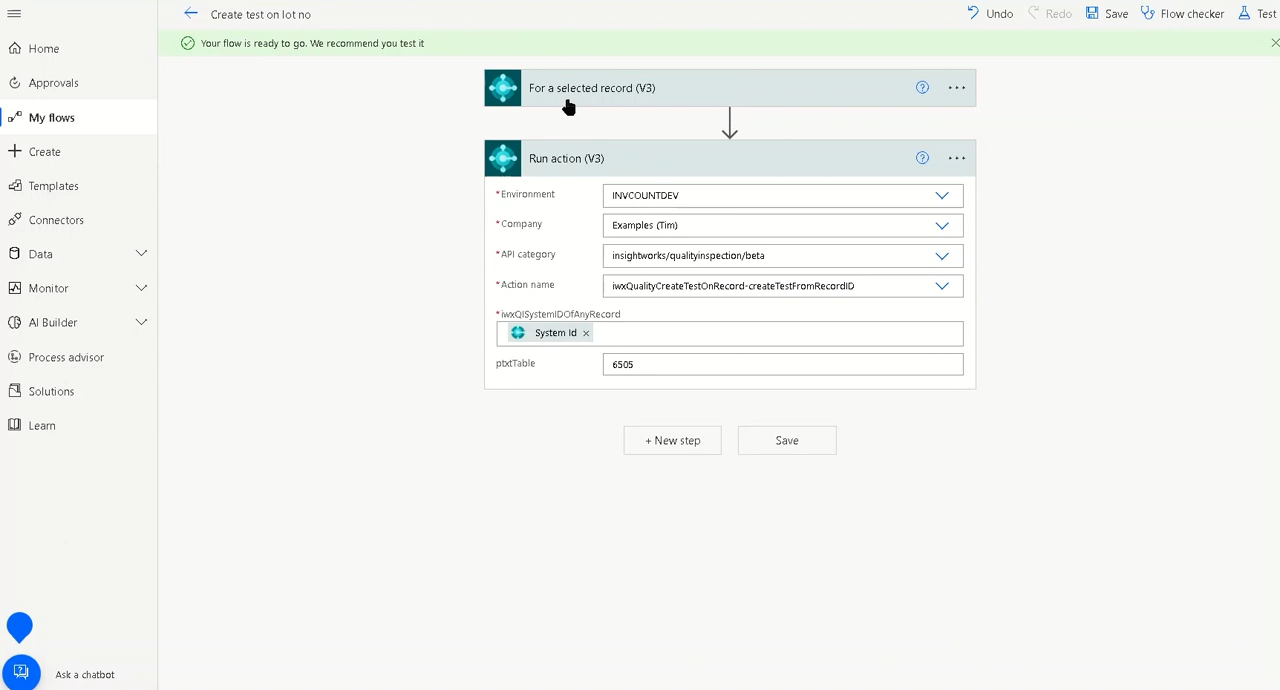 Create test on lot no
Undo
Redo
Save
Flow checker
Test
Your flow is ready to go. We recommend you test it
Home
Approvals
My flows
Create
Templates
Connectors
Data
Monitor
AI Builder
Process advisor
Solutions
Learn
Ask a chatbot
For a selected record (V3)
Run action (V3)
*Environment
INVCOUNTDEV
*Company
Examples (Tim)
*API category
insightworks/qualityinspection/beta
*Action name
iwxQualityCreateTestOnRecord-createTestFromRecordID
*iwxQISystemIDOfAnyRecord
System Id ×
ptxtTable
6505
+ New step
Save